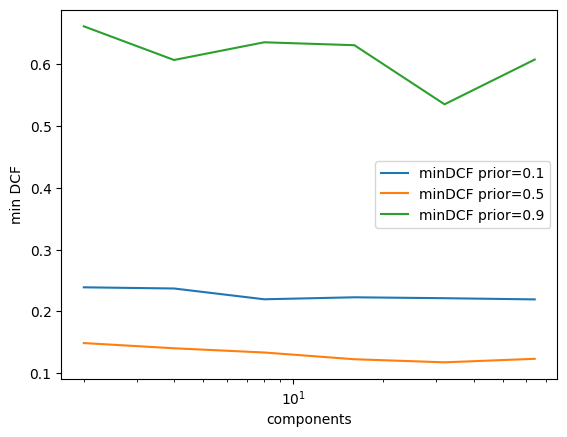 min DCF
0.6
0.5
0.4
0.3
0.2
0.1
minDCF prior=0.1
minDCF prior=0.5
minDCF prior=0.9
10¹
components